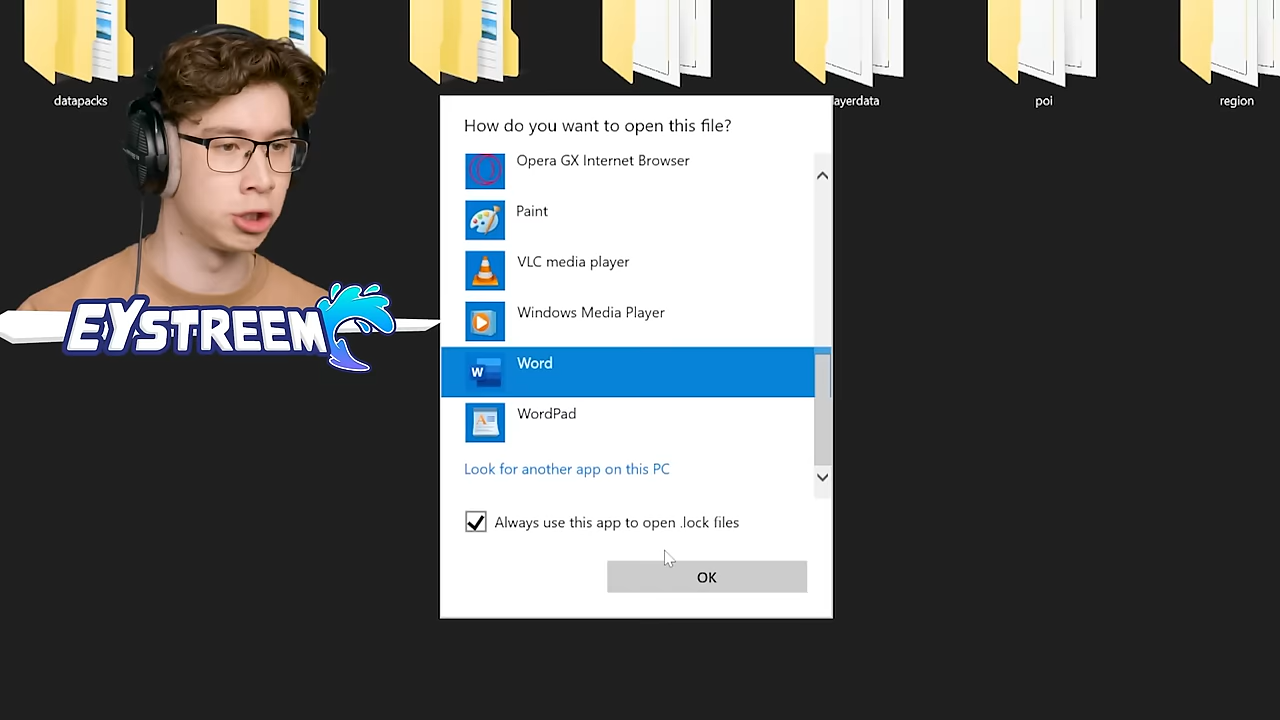 datapacks
ayerdata
poi
region
How do you want to open this file?
Opera GX Internet Browser
Paint
VLC media player
Windows Media Player
W
Word
A
WordPad
Look for another app on this PC
Always use this app to open .lock files
OK
EYSTREEM